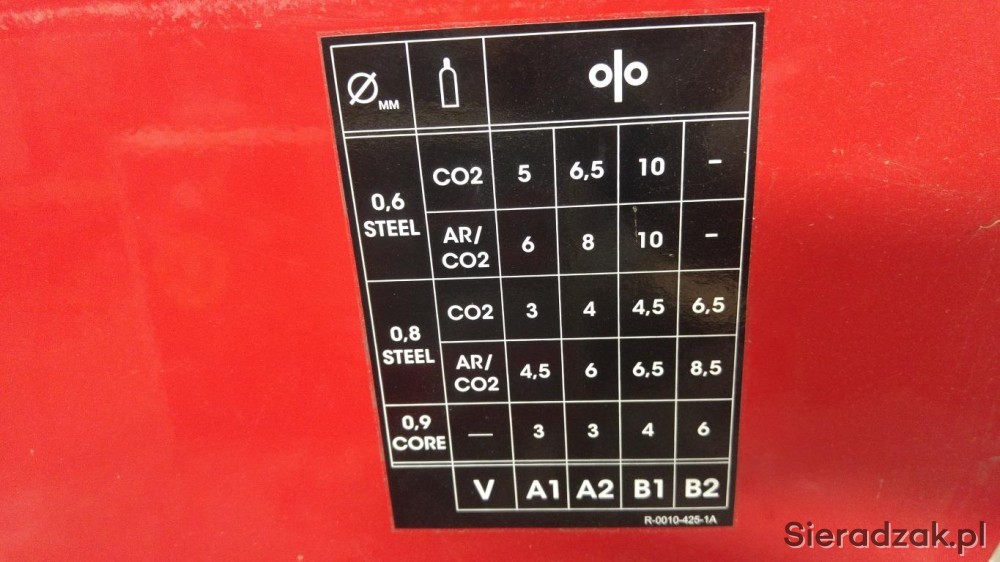 Ø MM
0,6 STEEL CO2 5 6,5 10 –
AR/CO2 6 8 10 –
0,8 STEEL CO2 3 4 4,5 6,5
AR/CO2 4,5 6 6,5 8,5
0,9 CORE — 3 3 4 6
V A1 A2 B1 B2
R-0010-425-1A
Sieradzak.pl